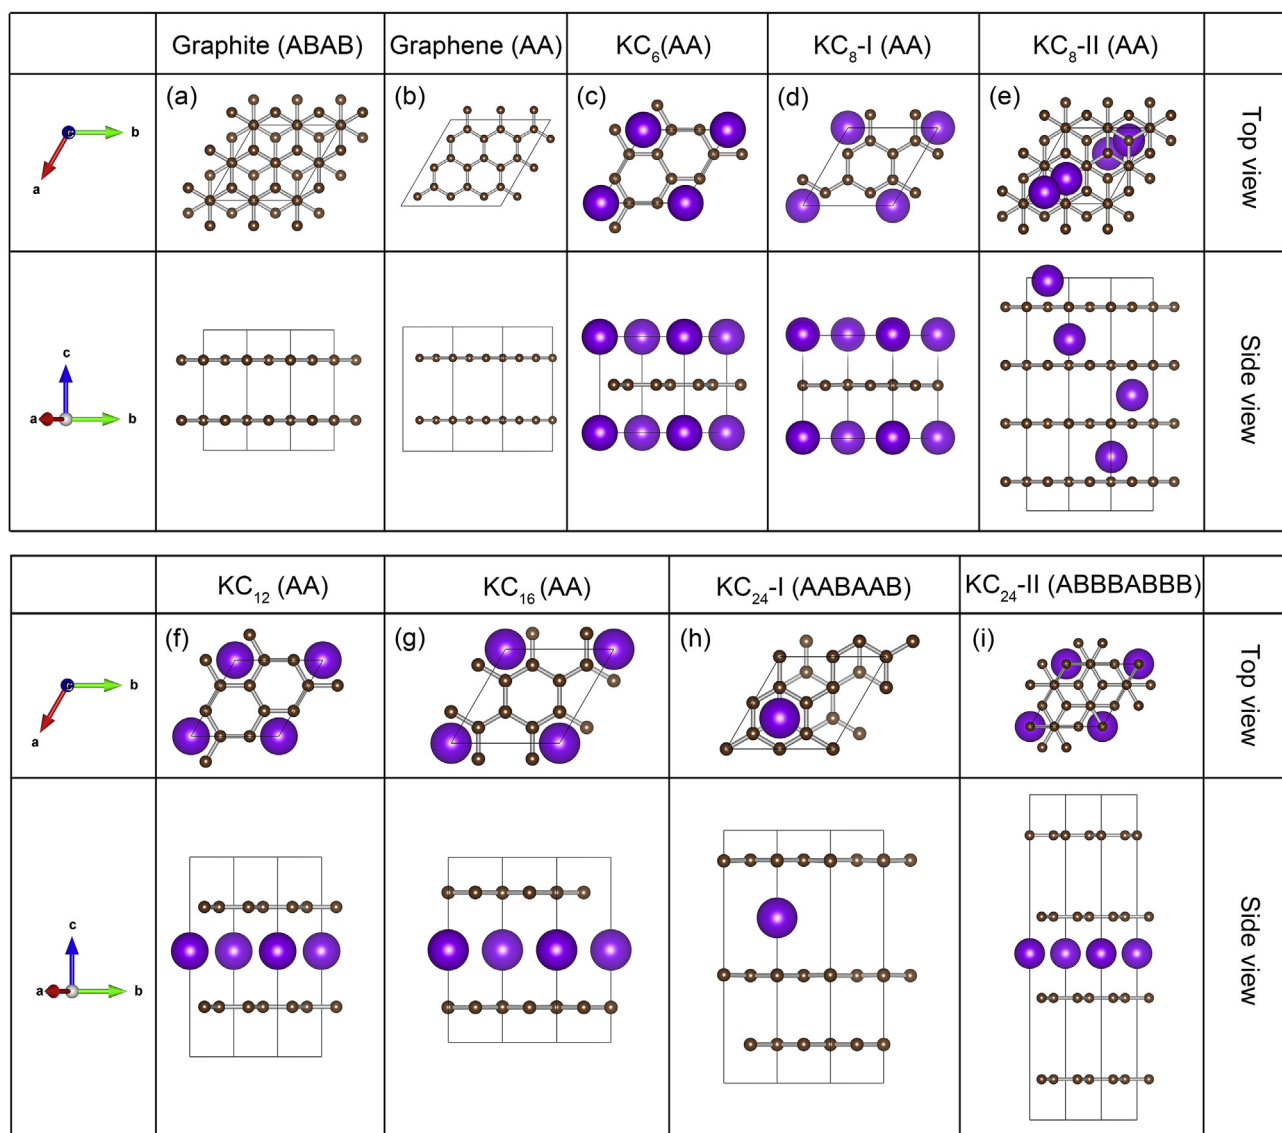 Graphite (ABAB) Graphene (AA) KC₆(AA) KC₈-I (AA) KC₈-II (AA)
(a) (b) (c) (d) (e)
c b
a
Top view
c
a b
Side view
KC₁₂ (AA) KC₁₆ (AA) KC₂₄-I (AABAAB) KC₂₄-II (ABBBABBB)
(f) (g) (h) (i)
c b
a
Top view
c
a b
Side view